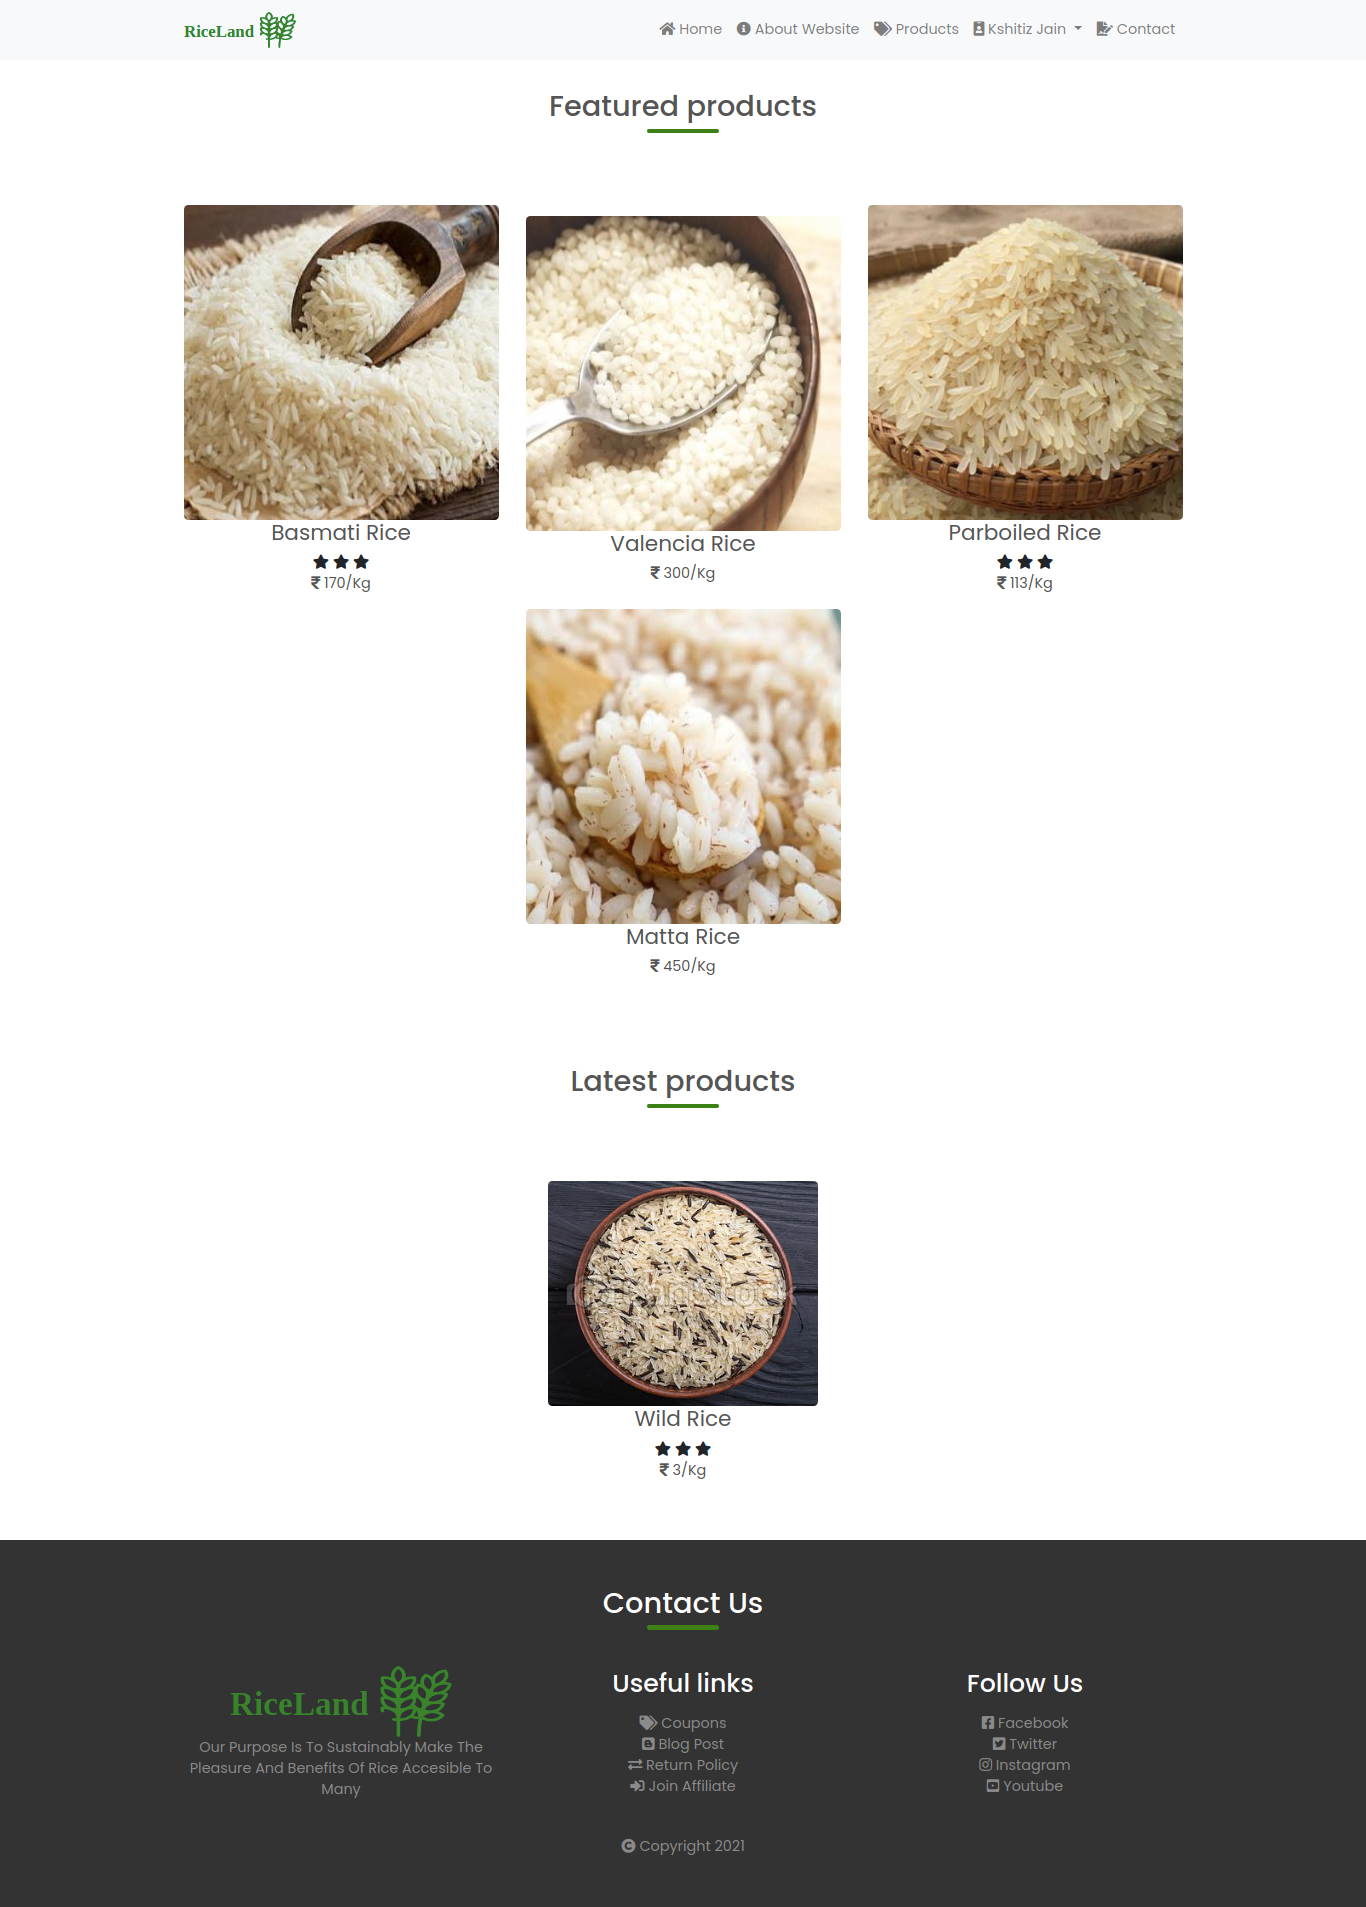 RiceLand
Home About Website Products Kshitiz Jain Contact
Featured products
Basmati Rice
₹ 170/Kg
Valencia Rice
₹ 300/Kg
Parboiled Rice
₹ 113/Kg
Matta Rice
₹ 450/Kg
Latest products
Wild Rice
₹ 3/Kg
Contact Us
RiceLand
Our Purpose Is To Sustainably Make The
Pleasure And Benefits Of Rice Accesible To
Many
Useful links
Coupons
Blog Post
Return Policy
Join Affiliate
Follow Us
Facebook
Twitter
Instagram
Youtube
Copyright 2021